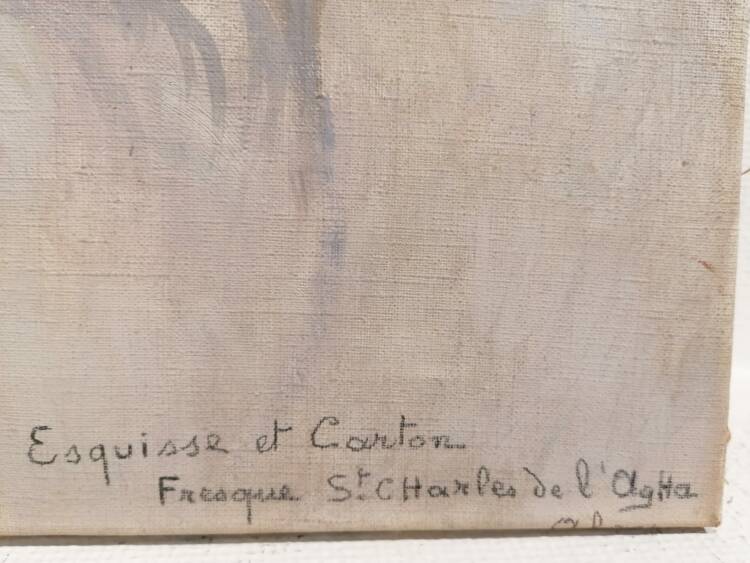 Esquisse et Carton
Fresque St. CHarles de l'AgHa